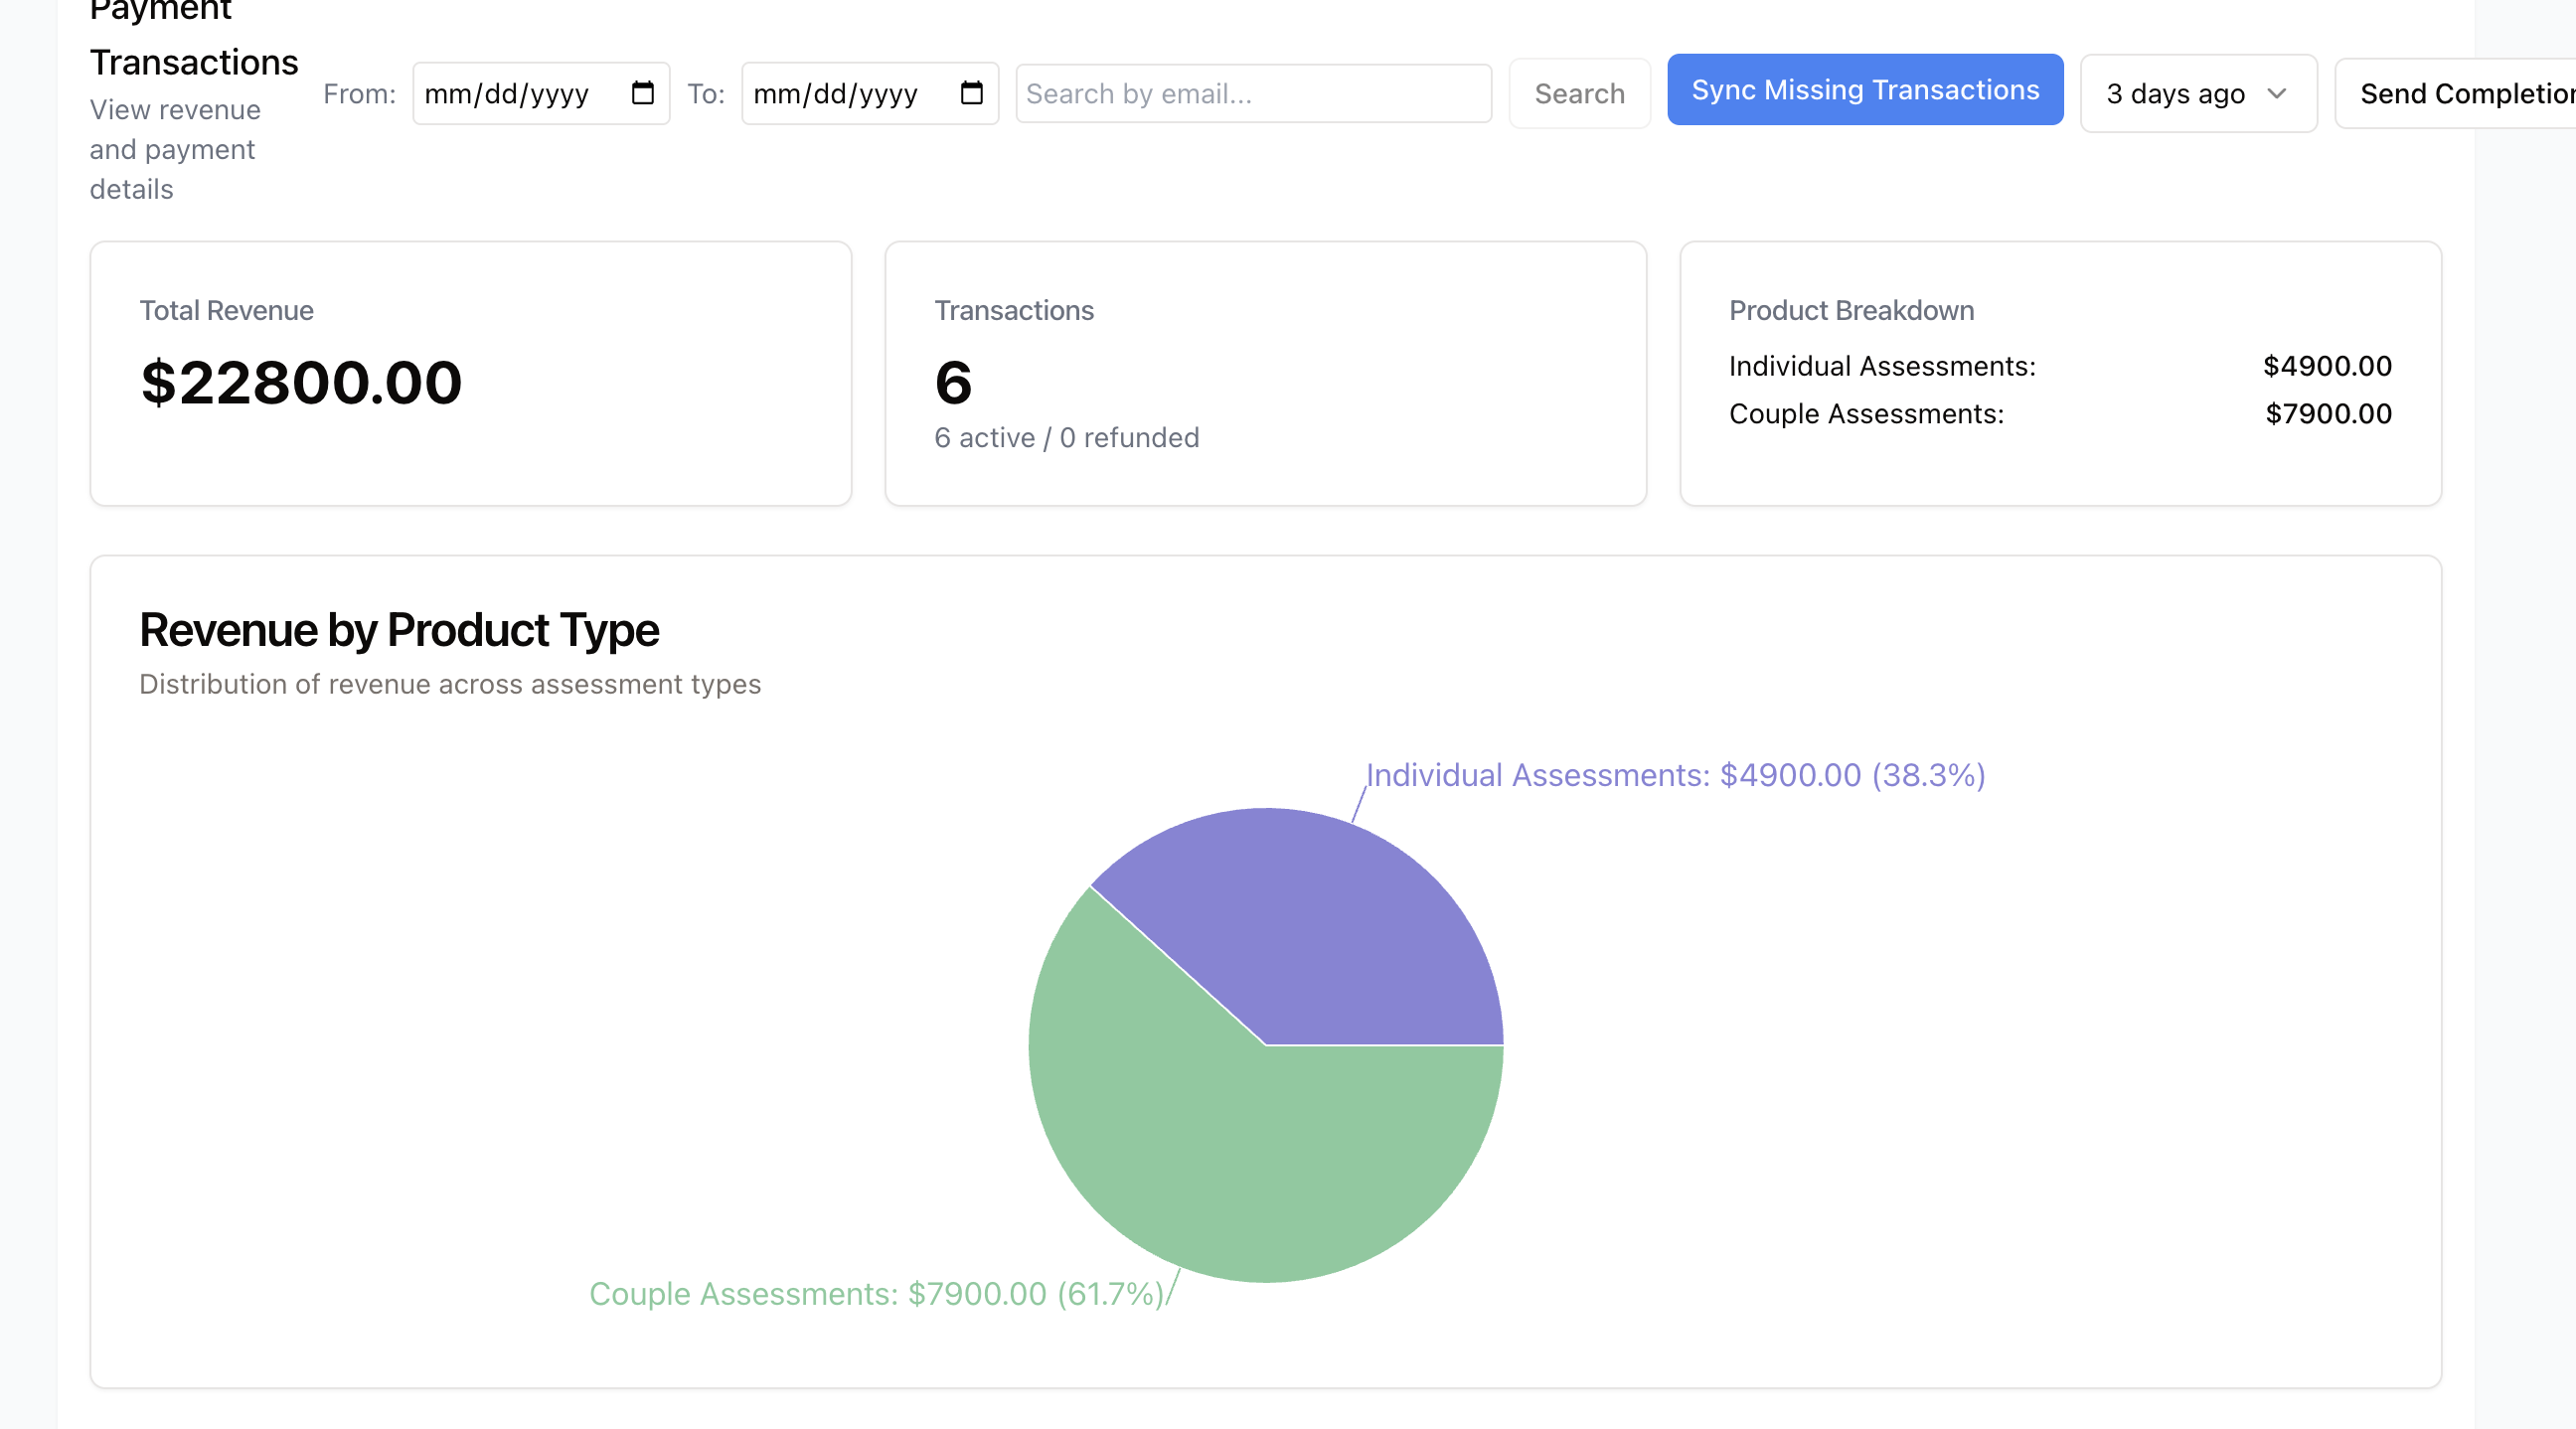 Payment
Transactions
View revenue
and payment
details
From: mm/dd/yyyy To: mm/dd/yyyy Search by email... Search Sync Missing Transactions 3 days ago Send Completion
Total Revenue
$22800.00
Transactions
6
6 active / 0 refunded
Product Breakdown
Individual Assessments: $4900.00
Couple Assessments: $7900.00
Revenue by Product Type
Distribution of revenue across assessment types
Individual Assessments: $4900.00 (38.3%)
Couple Assessments: $7900.00 (61.7%)